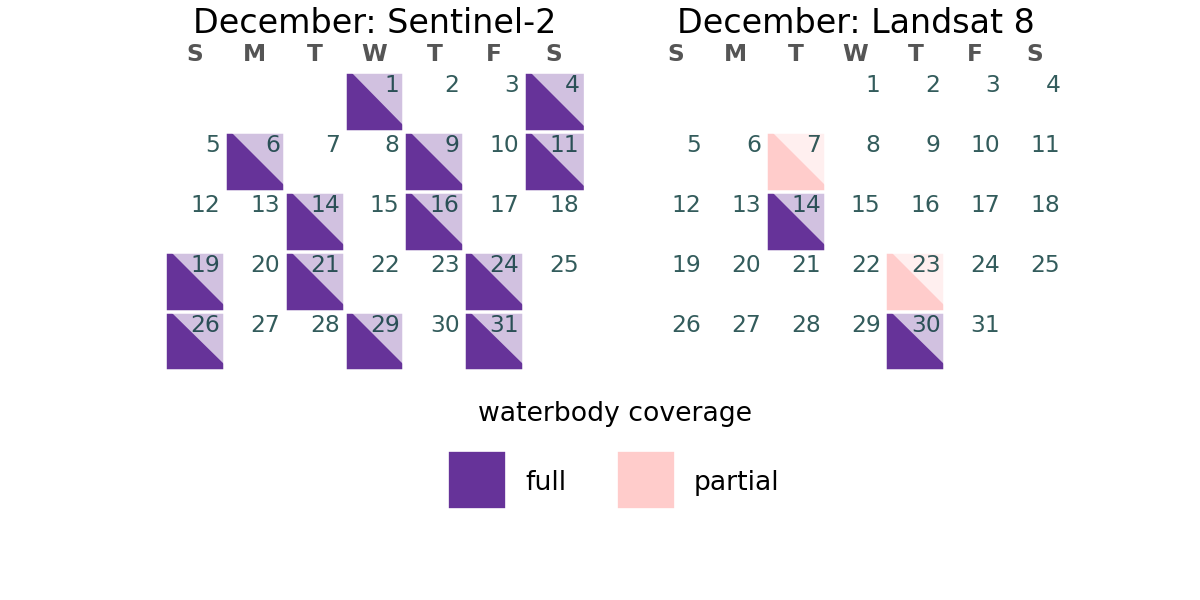 December: Sentinel-2
S M T W T F S
1 2 3 4
5 6 7 8 9 10 11
12 13 14 15 16 17 18
19 20 21 22 23 24 25
26 27 28 29 30 31
December: Landsat 8
S M T W T F S
1 2 3 4
5 6 7 8 9 10 11
12 13 14 15 16 17 18
19 20 21 22 23 24 25
26 27 28 29 30 31
waterbody coverage
full partial